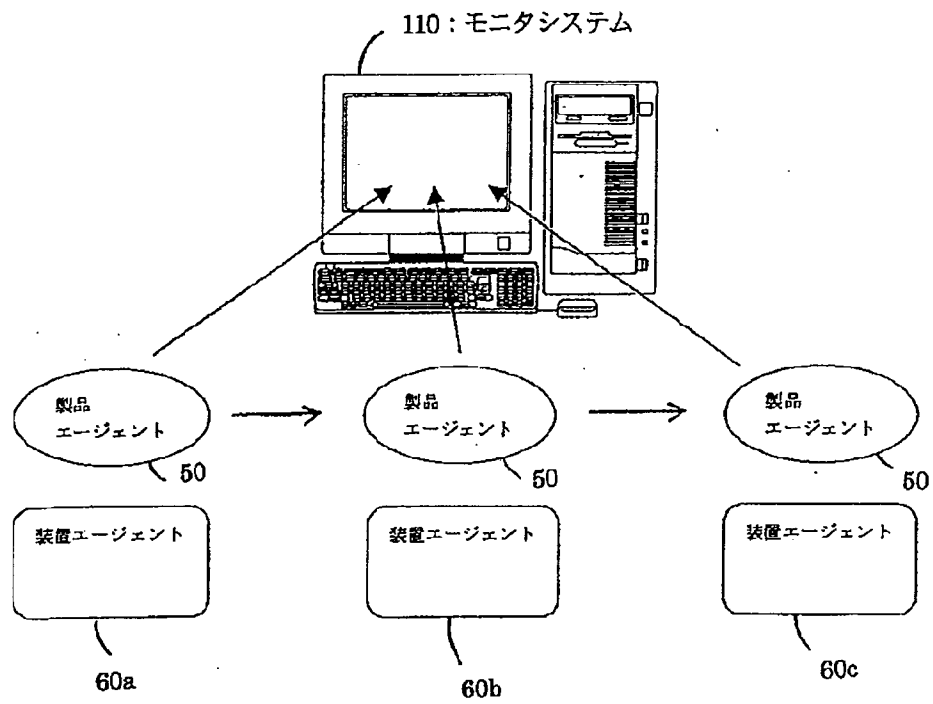 110：モニタシステム
製品
エージェント
50
製品
エージェント
50
製品
エージェント
50
装置エージェント
60a
装置エージェント
60b
装置エージェント
60c